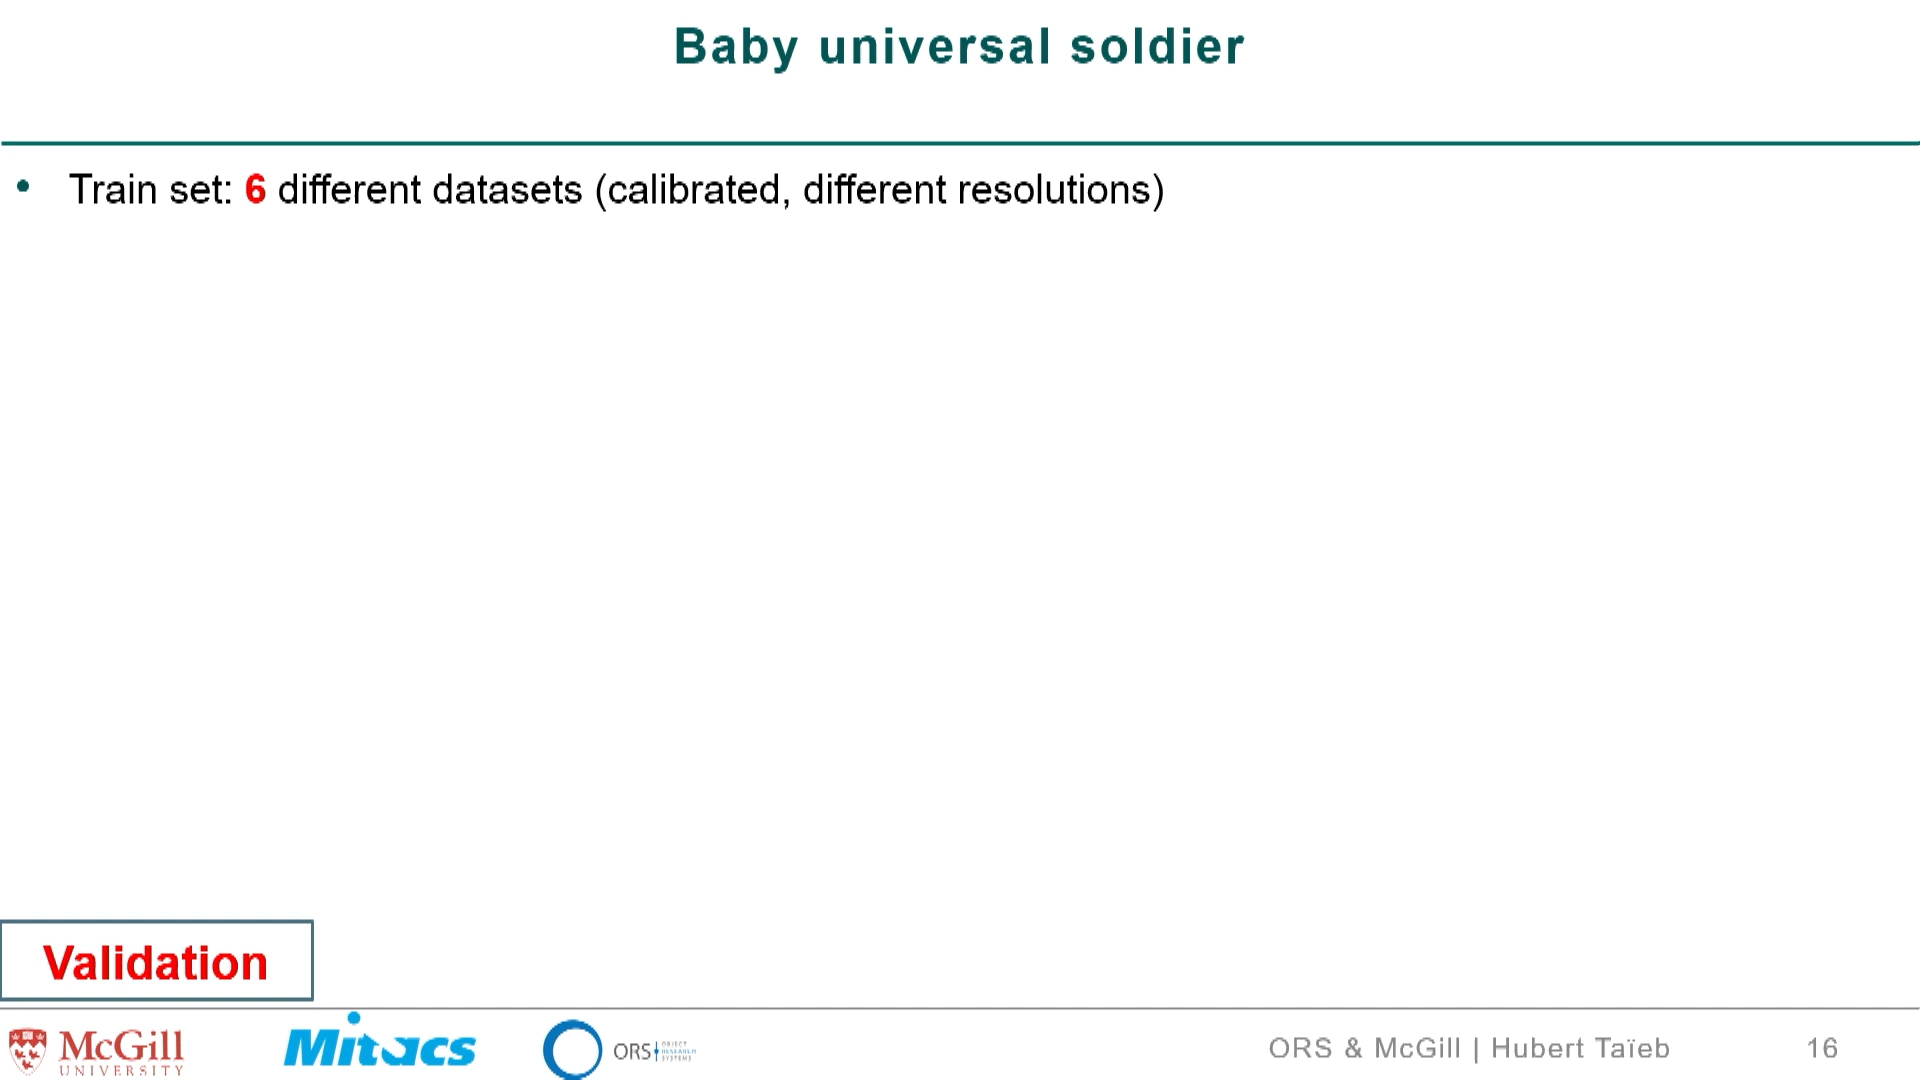 Baby universal soldier
• Train set: 6 different datasets (calibrated, different resolutions)
Validation
McGill
UNIVERSITY
Mitacs
ORS
OBJECT
RESEARCH
SYSTEMS
ORS & McGill | Hubert Taïeb
16